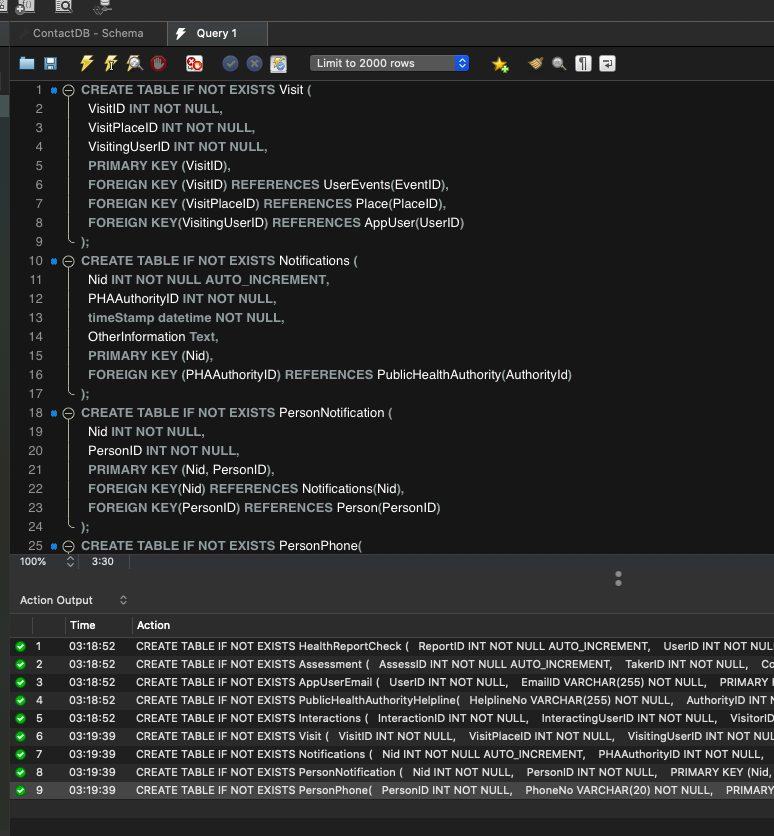 ContactDB - Schema
Query 1
Limit to 2000 rows
1 CREATE TABLE IF NOT EXISTS Visit (
2 VisitID INT NOT NULL,
3 VisitPlaceID INT NOT NULL,
4 VisitingUserID INT NOT NULL,
5 PRIMARY KEY (VisitID),
6 FOREIGN KEY (VisitID) REFERENCES UserEvents(EventID),
7 FOREIGN KEY (VisitPlaceID) REFERENCES Place(PlaceID),
8 FOREIGN KEY(VisitingUserID) REFERENCES AppUser(UserID)
9 );
10 CREATE TABLE IF NOT EXISTS Notifications (
11 Nid INT NOT NULL AUTO_INCREMENT,
12 PHAAuthorityID INT NOT NULL,
13 timeStamp datetime NOT NULL,
14 OtherInformation Text,
15 PRIMARY KEY (Nid),
16 FOREIGN KEY (PHAAuthorityID) REFERENCES PublicHealthAuthority(AuthorityId)
17 );
18 CREATE TABLE IF NOT EXISTS PersonNotification (
19 Nid INT NOT NULL,
20 PersonID INT NOT NULL,
21 PRIMARY KEY (Nid, PersonID),
22 FOREIGN KEY(Nid) REFERENCES Notifications(Nid),
23 FOREIGN KEY(PersonID) REFERENCES Person(PersonID)
24 );
25 CREATE TABLE IF NOT EXISTS PersonPhone(
100% 3:30
Action Output
Time Action
1 03:18:52 CREATE TABLE IF NOT EXISTS HealthReportCheck ( ReportID INT NOT NULL AUTO_INCREMENT, UserID INT NOT NUL
2 03:18:52 CREATE TABLE IF NOT EXISTS Assessment ( AssessID INT NOT NULL AUTO_INCREMENT, TakerID INT NOT NULL, Co
3 03:18:52 CREATE TABLE IF NOT EXISTS AppUserEmail ( UserID INT NOT NULL, EmailID VARCHAR(255) NOT NULL, PRIMARY
4 03:18:52 CREATE TABLE IF NOT EXISTS PublicHealthAuthorityHelpline( HelplineNo VARCHAR(255) NOT NULL, AuthorityID INT N
5 03:18:52 CREATE TABLE IF NOT EXISTS Interactions ( InteractionID INT NOT NULL, InteractingUserID INT NOT NULL, VisitorID
6 03:19:39 CREATE TABLE IF NOT EXISTS Visit ( VisitID INT NOT NULL, VisitPlaceID INT NOT NULL, VisitingUserID INT NOT
7 03:19:39 CREATE TABLE IF NOT EXISTS Notifications ( Nid INT NOT NULL AUTO_INCREMENT, PHAAuthorityID INT NOT NULL,
8 03:19:39 CREATE TABLE IF NOT EXISTS PersonNotification ( Nid INT NOT NULL, PersonID INT NOT NULL, PRIMARY KEY (Nid,
9 03:19:39 CREATE TABLE IF NOT EXISTS PersonPhone( PersonID INT NOT NULL, PhoneNo VARCHAR(20) NOT NULL, PRIMARY